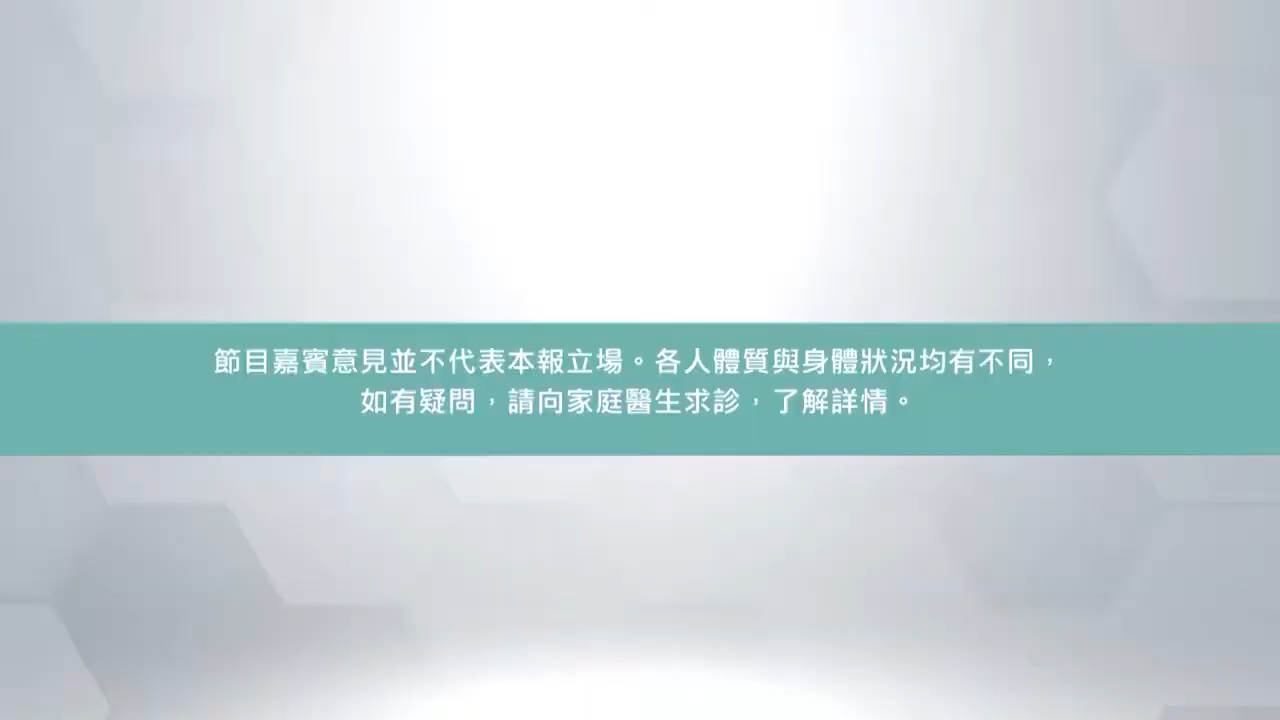 節目嘉賓意見並不代表本報立場。各人體質與身體狀況均有不同，
如有疑問，請向家庭醫生求診，了解詳情。